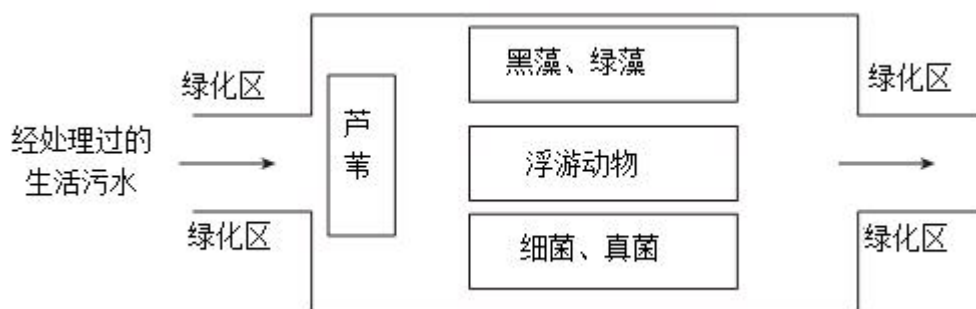 黑藻、绿藻
绿化区
绿化区
芦
苇
经处理过的
生活污水
浮游动物
绿化区
绿化区
细菌、真菌